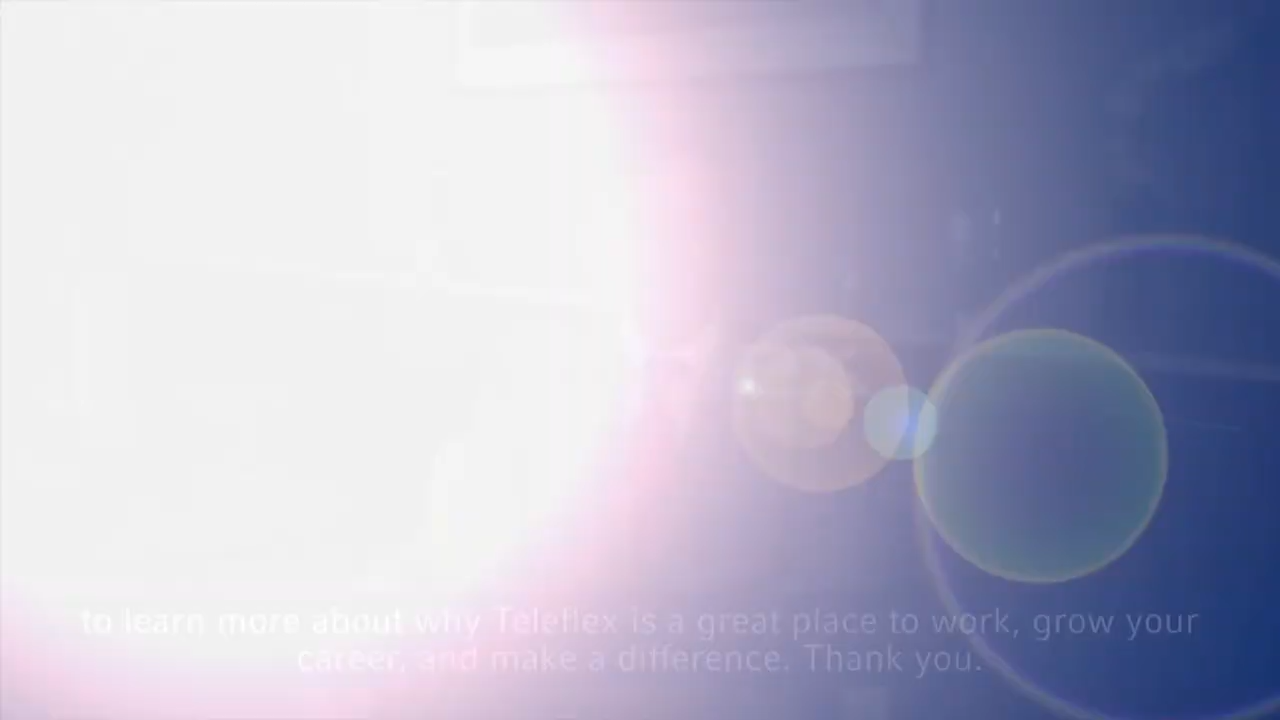 to learn more about why Teleflex is a great place to work, grow your
career, and make a difference. Thank you.